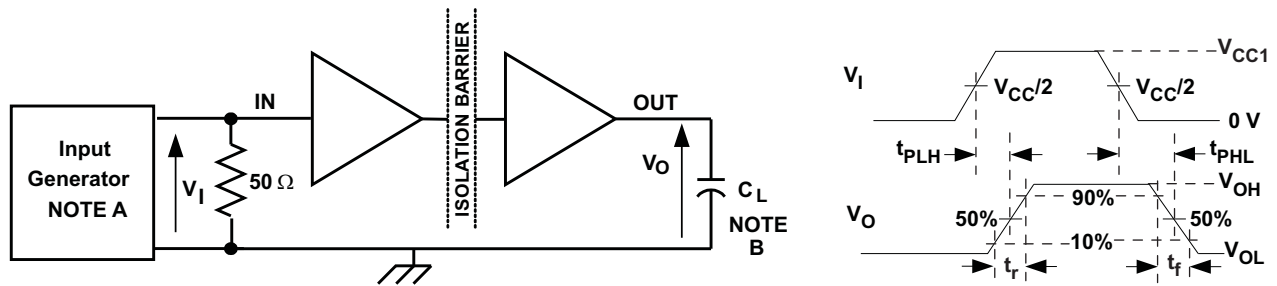 Input
Generator
NOTE A
V_I
50 Ω
IN
ISOLATION BARRIER
OUT
V_O
C_L
NOTE
B
V_I
V_CC/2
V_CC/2
V_CC1
0 V
t_PLH
t_PHL
V_O
50%
90%
10%
50%
V_OH
V_OL
t_r
t_f